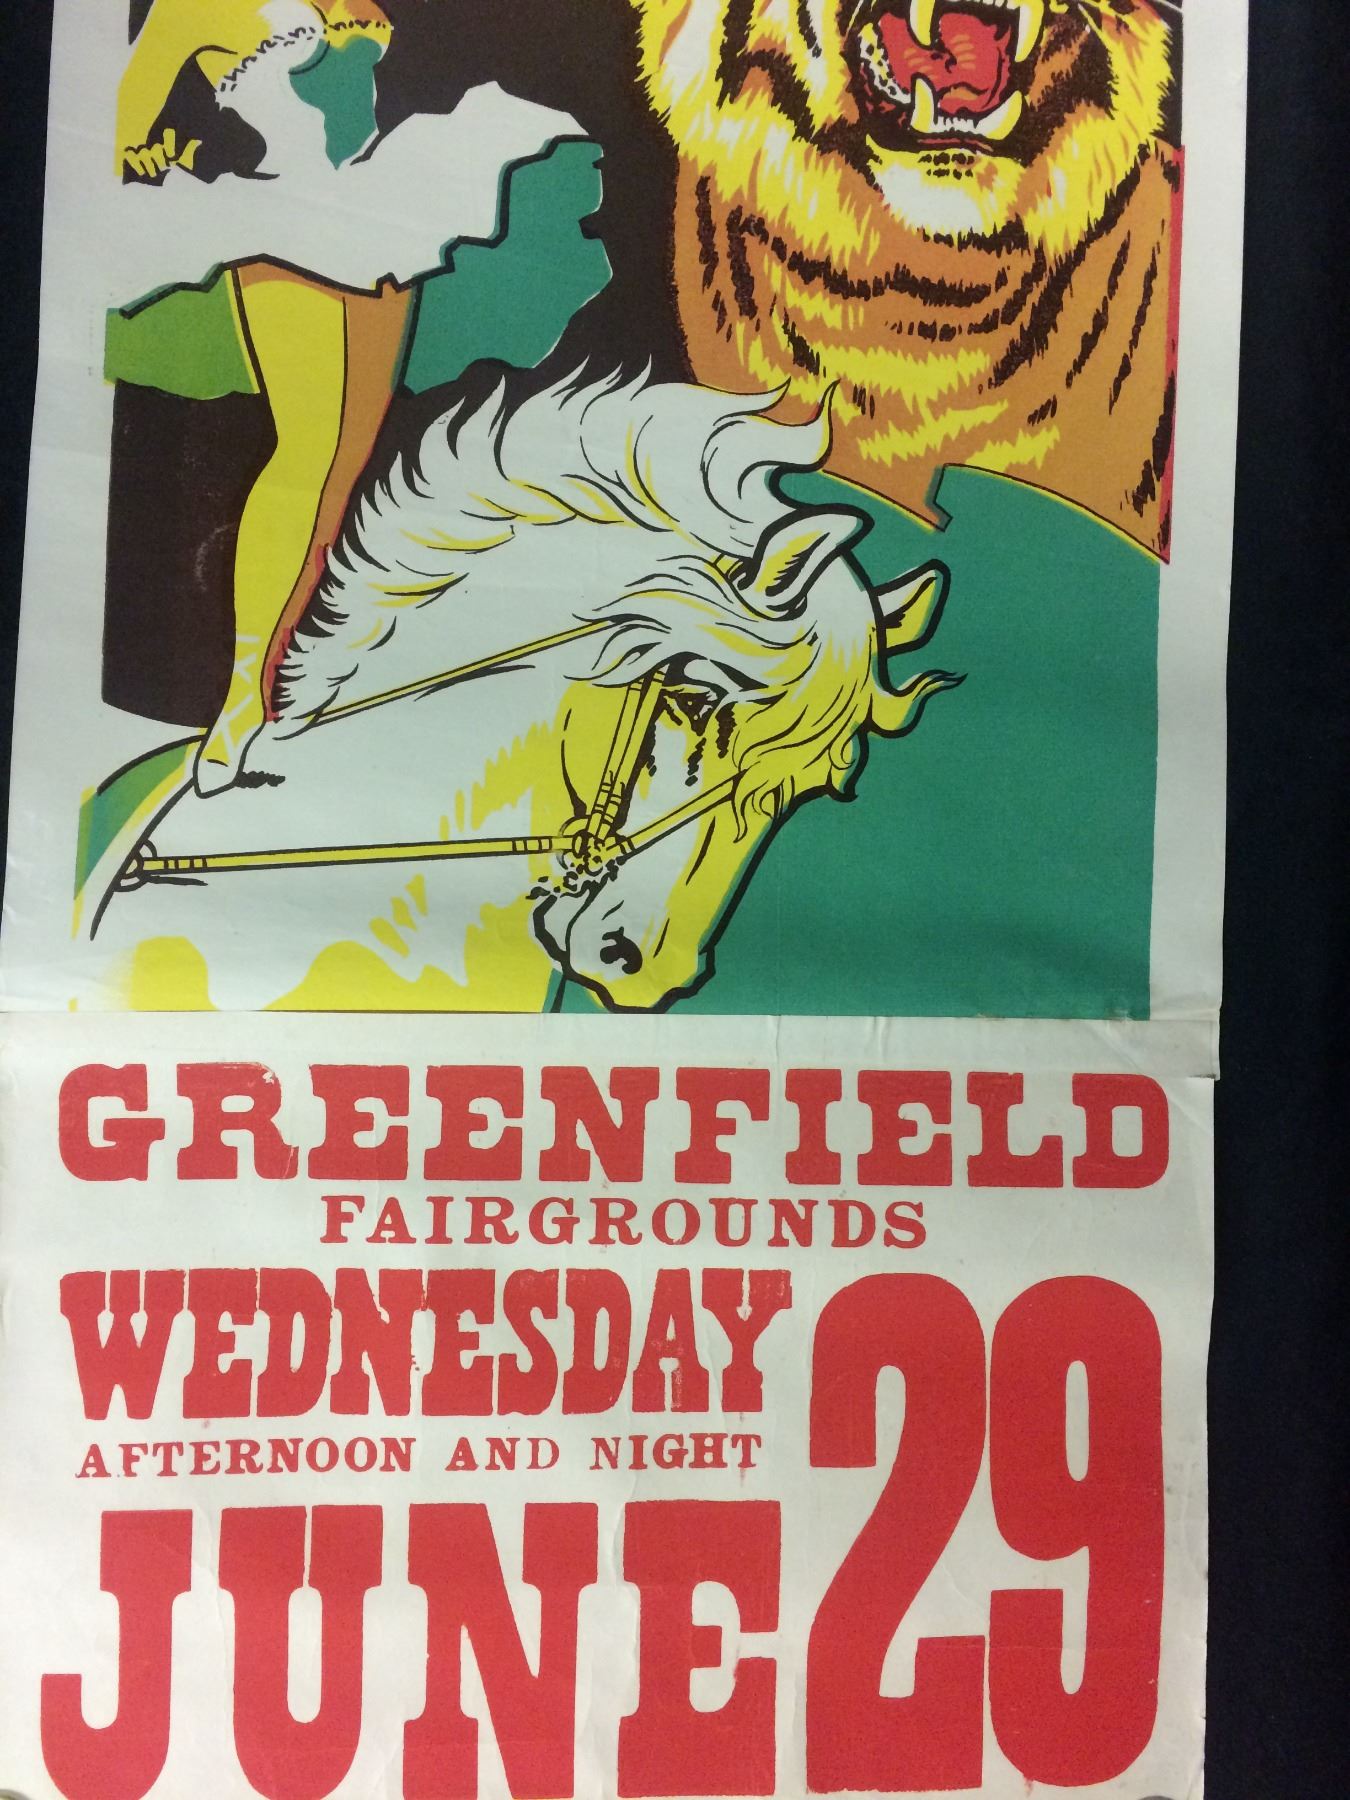 GREENFIELD
FAIRGROUNDS
WEDNESDAY
AFTERNOON AND NIGHT
JUNE 29